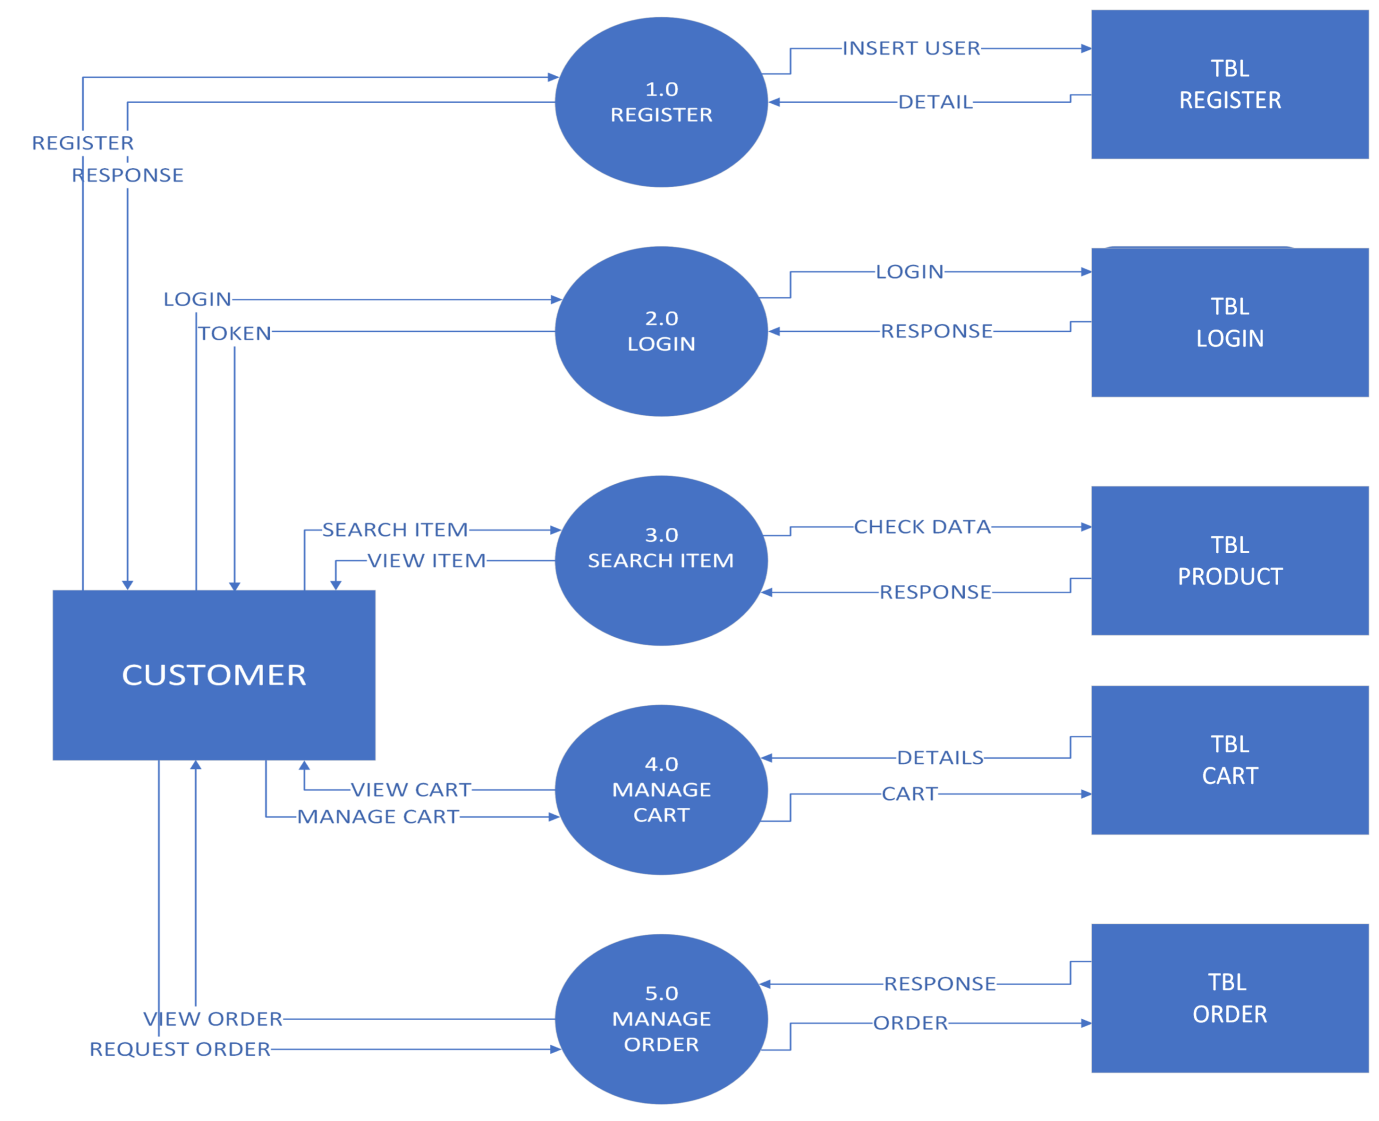 INSERT USER
TBL
REGISTER
1.0
REGISTER
DETAIL
REGISTER
RESPONSE
LOGIN
LOGIN
TOKEN
2.0
LOGIN
RESPONSE
TBL
LOGIN
SEARCH ITEM
VIEW ITEM
3.0
SEARCH ITEM
CHECK DATA
RESPONSE
TBL
PRODUCT
CUSTOMER
VIEW CART
MANAGE CART
4.0
MANAGE
CART
DETAILS
CART
TBL
CART
VIEW ORDER
REQUEST ORDER
5.0
MANAGE
ORDER
RESPONSE
ORDER
TBL
ORDER